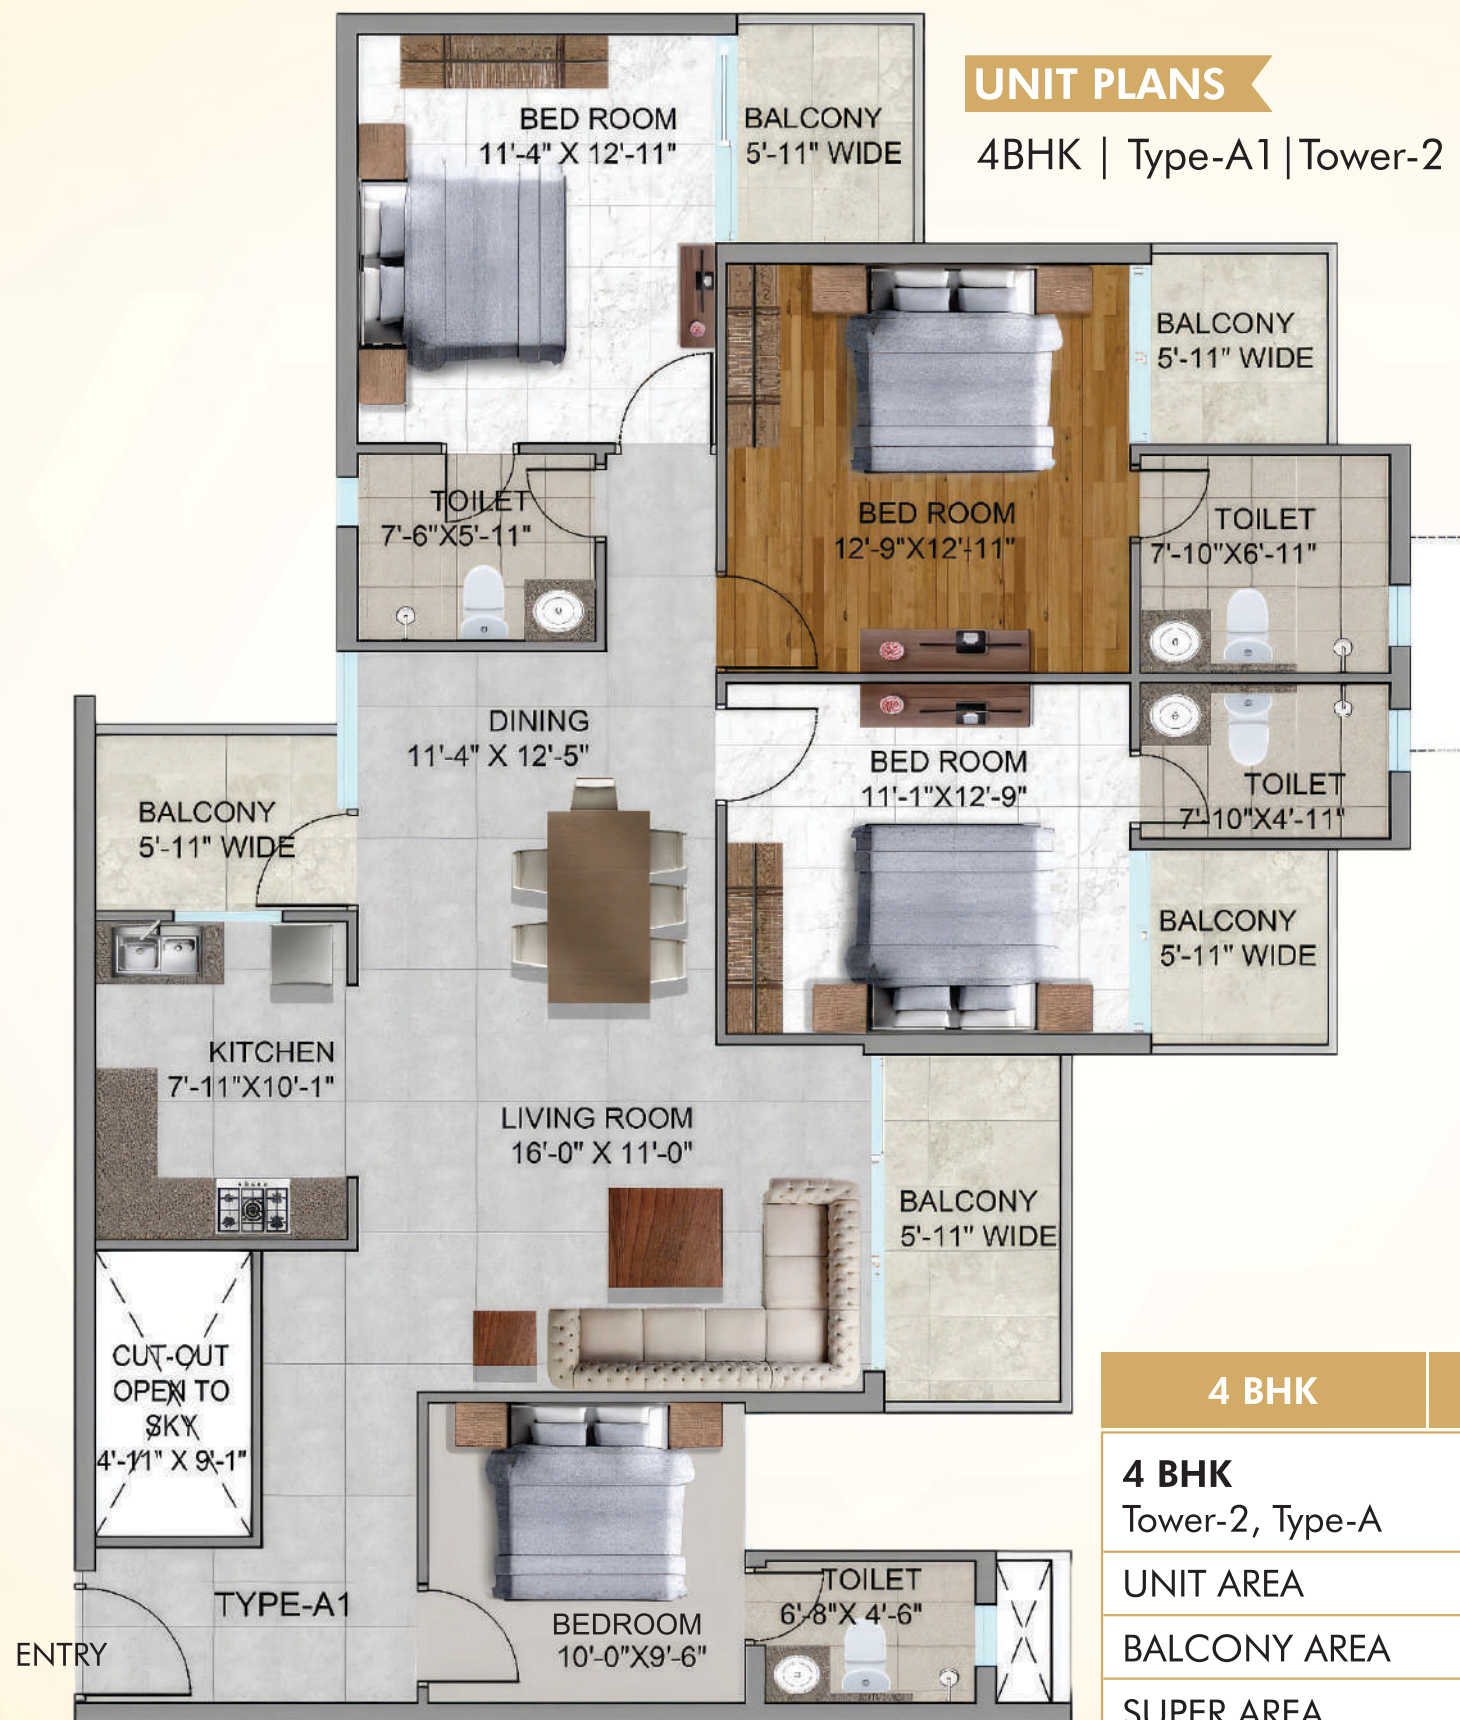 UNIT PLANS
4BHK | Type-A1|Tower-2
BED ROOM
11'-4" X 12'-11"
BALCONY
5'-11" WIDE
BALCONY
5'-11" WIDE
TOILET
7'-6"X5'-11"
BED ROOM
12'-9"X12'-11"
TOILET
7'-10"X6'-11"
DINING
11'-4" X 12'-5"
BED ROOM
11'-1"X12'-9"
TOILET
7'-10"X4'-11"
BALCONY
5'-11" WIDE
BALCONY
5'-11" WIDE
KITCHEN
7'-11"X10'-1"
LIVING ROOM
16'-0" X 11'-0"
BALCONY
5'-11" WIDE
CUT-OUT
OPEN TO
SKY
4'-11" X 9'-1"
TYPE-A1
ENTRY
BEDROOM
10'-0"X9'-6"
TOILET
6'-8"X 4'-6"
4 BHK
4 BHK
Tower-2, Type-A
UNIT AREA
BALCONY AREA
SUPER AREA